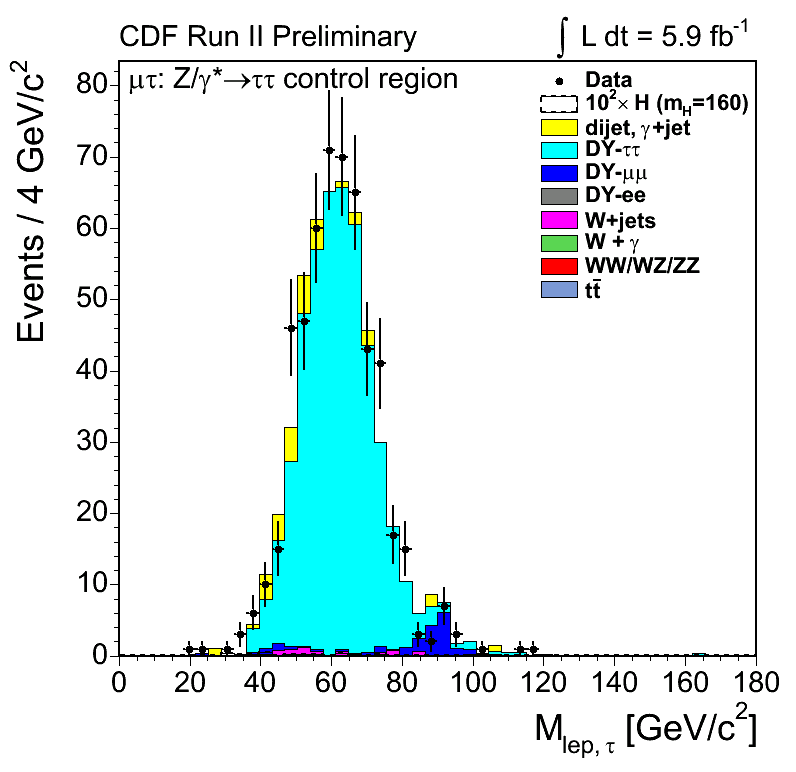 CDF Run II Preliminary
∫ L dt = 5.9 fb⁻¹
μτ: Z/γ*→ττ control region
Data
10²× H (m_H=160)
dijet, γ+jet
DY-ττ
DY-μμ
DY-ee
W+jets
W + γ
WW/WZ/ZZ
tt̄
Events / 4 GeV/c²
80
70
60
50
40
30
20
10
0
0 20 40 60 80 100 120 140 160 180
M_lep, τ [GeV/c²]